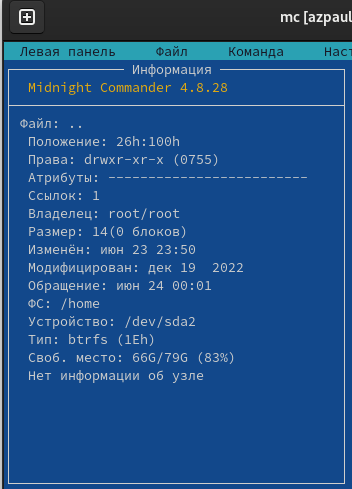 mc [azpaul
Левая панель Файл Команда Наст
Информация
Midnight Commander 4.8.28
Файл: ..
Положение: 26h:100h
Права: drwxr-xr-x (0755)
Атрибуты: -------------------------
Ссылок: 1
Владелец: root/root
Размер: 14(0 блоков)
Изменён: июн 23 23:50
Модифицирован: дек 19  2022
Обращение: июн 24 00:01
ФС: /home
Устройство: /dev/sda2
Тип: btrfs (1Eh)
Своб. место: 66G/79G (83%)
Нет информации об узле